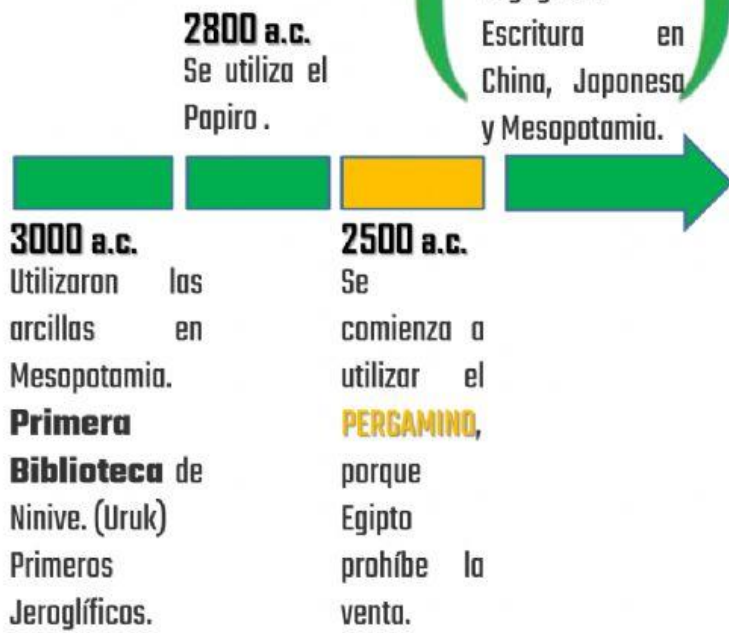 2800 a.c.
Se utiliza el
Papiro .
Escritura en
China, Japonesa
y Mesopotamia.
3000 a.c.
Utilizaron las
arcillas en
Mesopotamia.
Primera
Biblioteca de
Ninive. (Uruk)
Primeros
Jeroglíficos.
2500 a.c.
Se
comienza a
utilizar el
PERGAMINO,
porque
Egipto
prohíbe la
venta.